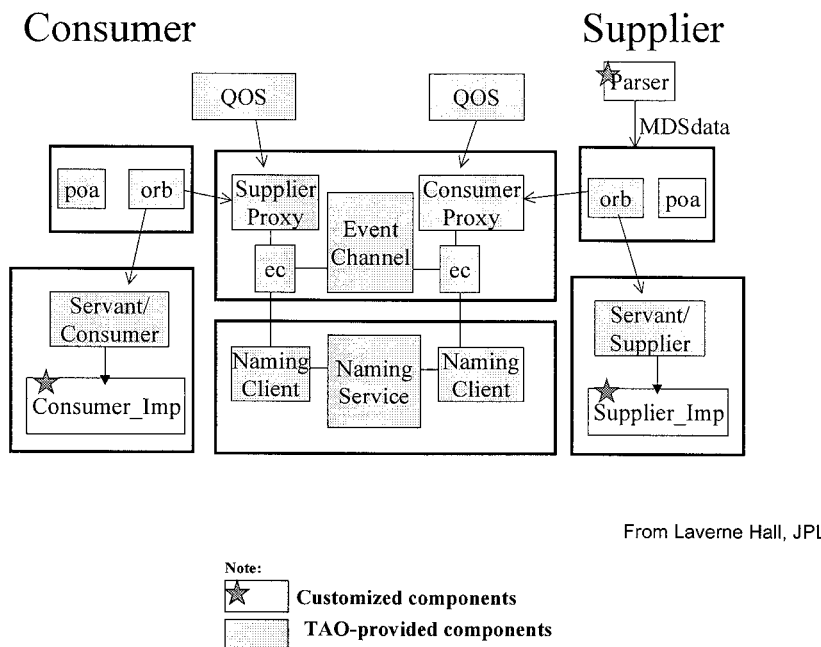 Consumer
Supplier
Parser
MDSdata
QOS
QOS
poa
orb
Supplier
Proxy
Event
Channel
Consumer
Proxy
ec
ec
orb
poa
Servant/
Consumer
Consumer_Imp
Naming
Client
Naming
Service
Naming
Client
Servant/
Supplier
Supplier_Imp
From Laverne Hall, JPL
Note:
Customized components
TAO-provided components